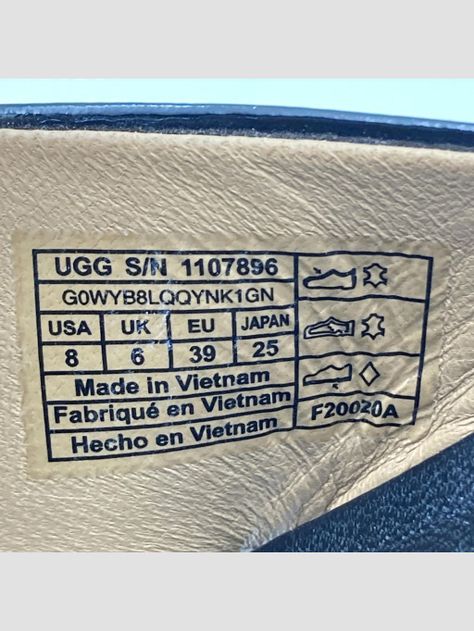 UGG S/N 1107896
G0WYB8LQQYNK1GN
USA UK EU JAPAN
8 6 39 25
Made in Vietnam
Fabriqué en Vietnam
Hecho en Vietnam
F20020A